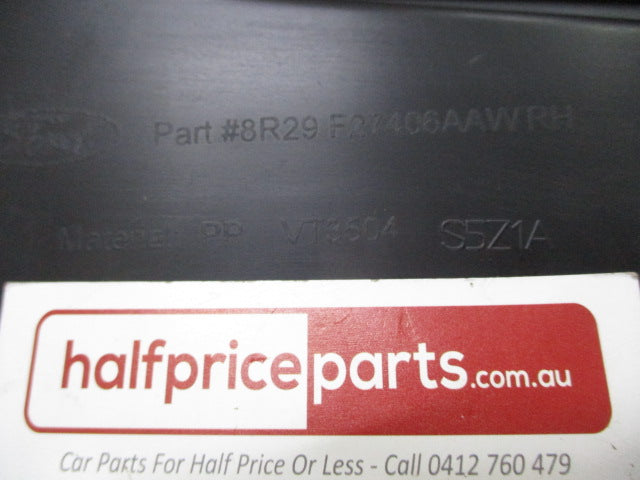 Part #8R29 F27406AAW RH
Material: PP VT3604 S5Z1A
halfpriceparts.com.au
Car Parts For Half Price Or Less - Call 0412 760 479